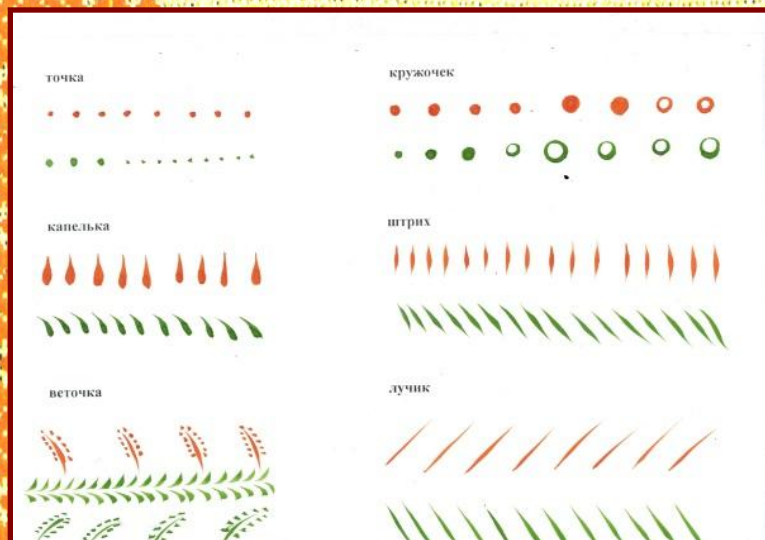 точка
кружочек
капелька
штрих
веточка
лучик